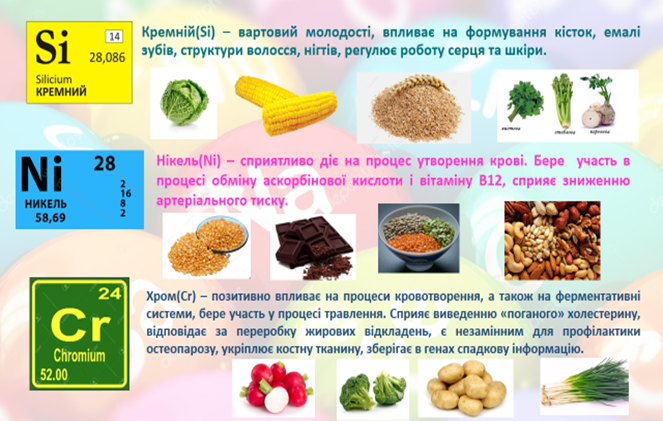 Si
14
28,086
Silicium
КРЕМНИЙ
Кремній(Si) – вартовий молодості, впливає на формування кісток, емалі
зубів, структури волосся, нігтів, регулює роботу серця та шкіри.
листова
стеблова
коренева
Ni
28
НИКЕЛЬ
58,69
2
16
8
2
Нікель(Ni) – сприятливо діє на процес утворення крові. Бере участь в
процесі обміну аскорбінової кислоти і вітаміну В12, сприяє зниженню
артеріального тиску.
24
Cr
Chromium
52.00
Хром(Cr) – позитивно впливає на процеси кровотворення, а також на ферментативні
системи, бере участь у процесі травлення. Сприяє виведенню «поганого» холестерину,
відповідає за переробку жирових відкладень, є незамінним для профілактики
остеопарозу, укріплює костну тканину, зберігає в генах спадкову інформацію.